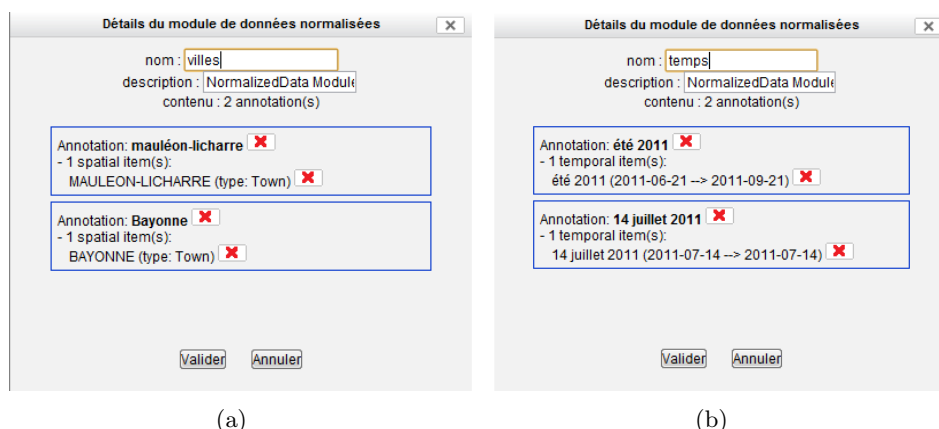 Détails du module de données normalisées
nom : villes
description : NormalizedData Module
contenu : 2 annotation(s)
Annotation: mauléon-licharre
- 1 spatial item(s):
MAULEON-LICHARRE (type: Town)
Annotation: Bayonne
- 1 spatial item(s):
BAYONNE (type: Town)
Valider Annuler
(a)
Détails du module de données normalisées
nom : temps
description : NormalizedData Module
contenu : 2 annotation(s)
Annotation: été 2011
- 1 temporal item(s):
été 2011 (2011-06-21 --> 2011-09-21)
Annotation: 14 juillet 2011
- 1 temporal item(s):
14 juillet 2011 (2011-07-14 --> 2011-07-14)
Valider Annuler
(b)